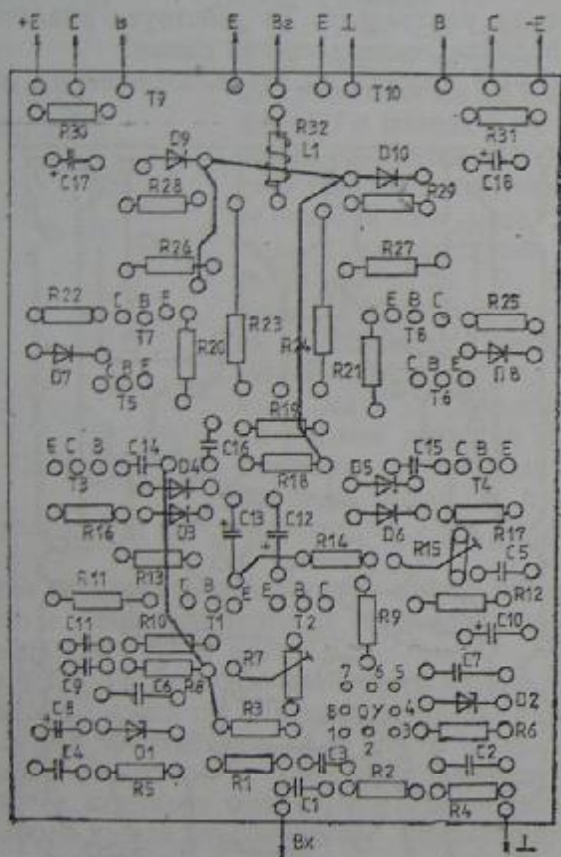 +E C B E Вг E ⊥ B C -E
T9 T10
R30 R32 R31
L1
C17 D9 D10 C18
R28 R29
R26 R27
R22 C B E E B C R25
T7 R20 R23 R24 R21 T8
D7 C B E C B E D8
T5 T6
R19
E C B C14 D4 C16 R18 D5 C15 C B E
T3 T4
R16 D3 C13 C12 D6 R17
R13 R14 R15 C5
R11 C B E E B C R9 R12
C11 R10 T1 T2 C10
C9 C6 R8 R7 7 6 5 C7
8 ОУ 4 D2
C8 R3 1 2 3 R6
C4 D1 C3 C2
R5 R1 C1 R2 R4
Вх ⊥